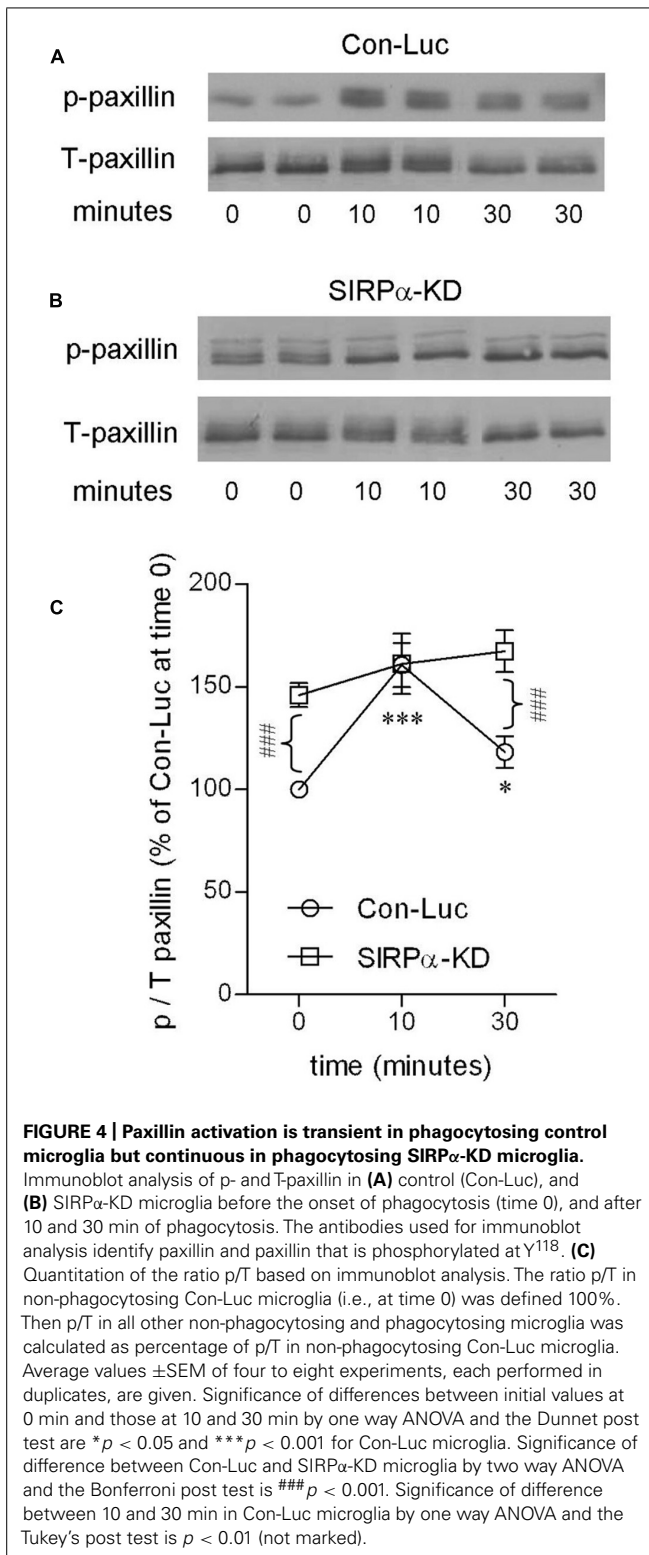 A
Con-Luc
p-paxillin
T-paxillin
minutes 0 0 10 10 30 30
B
SIRPα-KD
p-paxillin
T-paxillin
minutes 0 0 10 10 30 30
C
p / T paxillin (% of Con-Luc at time 0)
200
150
100
50
0
###
###
***
*
Con-Luc
SIRPα-KD
0 10 30
time (minutes)
FIGURE 4 | Paxillin activation is transient in phagocytosing control
microglia but continuous in phagocytosing SIRPα-KD microglia.
Immunoblot analysis of p- and T-paxillin in (A) control (Con-Luc), and
(B) SIRPα-KD microglia before the onset of phagocytosis (time 0), and after
10 and 30 min of phagocytosis. The antibodies used for immunoblot
analysis identify paxillin and paxillin that is phosphorylated at Y118. (C)
Quantitation of the ratio p/T based on immunoblot analysis. The ratio p/T in
non-phagocytosing Con-Luc microglia (i.e., at time 0) was defined 100%.
Then p/T in all other non-phagocytosing and phagocytosing microglia was
calculated as percentage of p/T in non-phagocytosing Con-Luc microglia.
Average values ±SEM of four to eight experiments, each performed in
duplicates, are given. Significance of differences between initial values at
0 min and those at 10 and 30 min by one way ANOVA and the Dunnet post
test are *p < 0.05 and ***p < 0.001 for Con-Luc microglia. Significance of
difference between Con-Luc and SIRPα-KD microglia by two way ANOVA
and the Bonferroni post test is ###p < 0.001. Significance of difference
between 10 and 30 min in Con-Luc microglia by one way ANOVA and the
Tukey's post test is p < 0.01 (not marked).